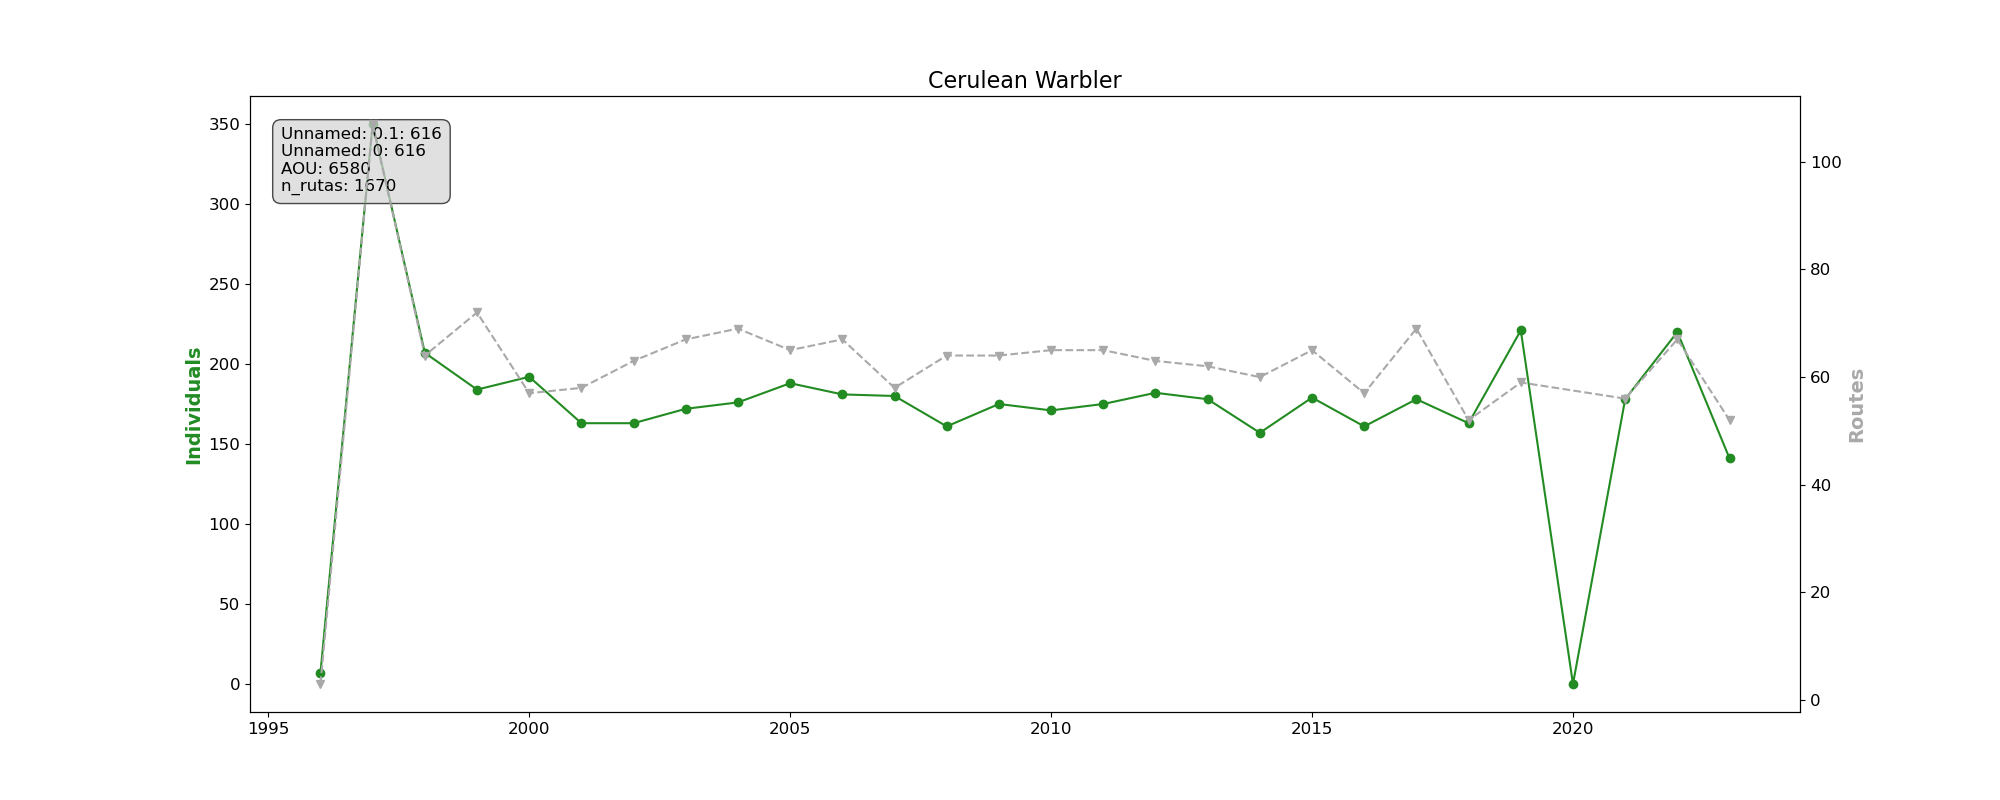 Cerulean Warbler
Unnamed: 0.1: 616
Unnamed: 0: 616
AOU: 6580
n_rutas: 1670
350
300
250
200
150
100
50
0
Individuals
100
80
60
40
20
0
Routes
1995
2000
2005
2010
2015
2020